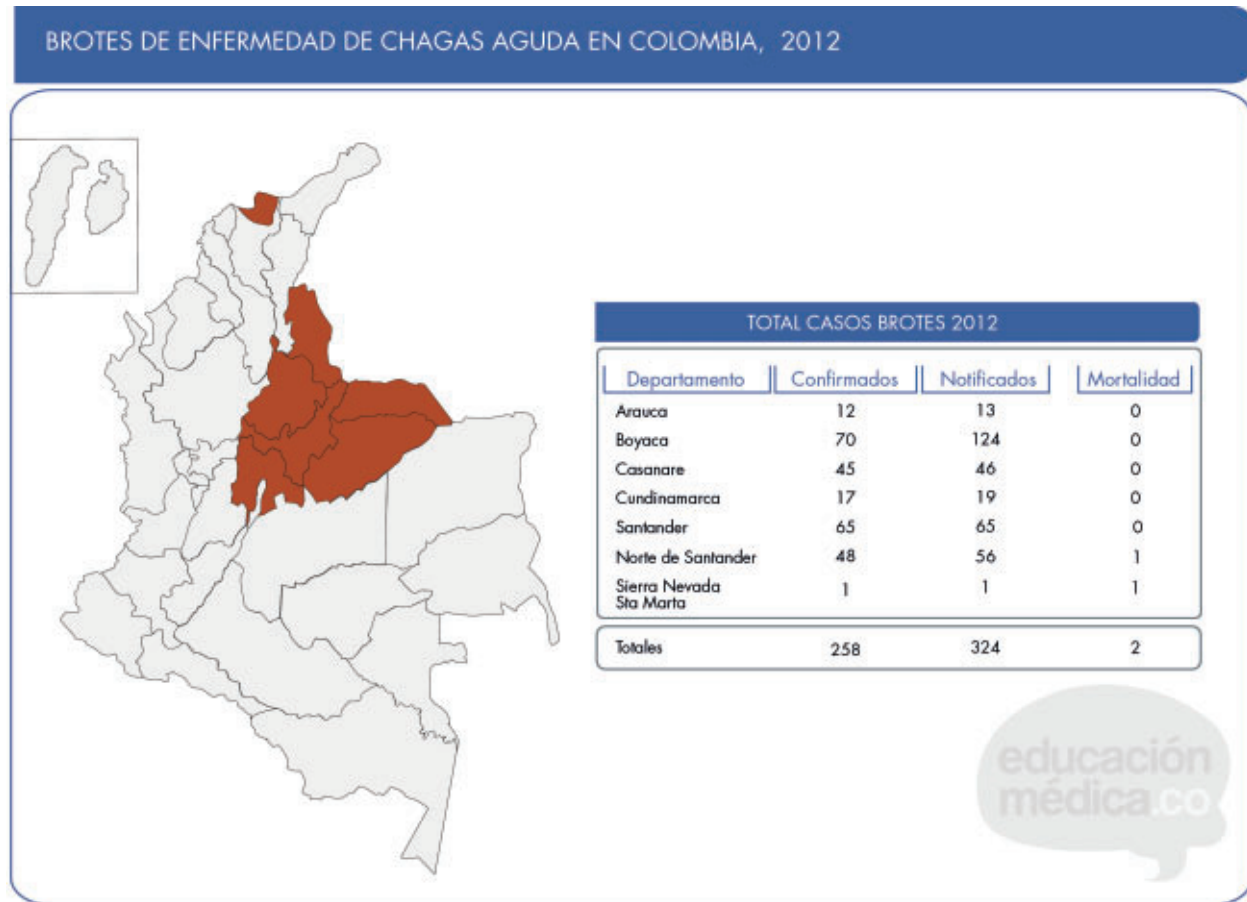 BROTES DE ENFERMEDAD DE CHAGAS AGUDA EN COLOMBIA, 2012
TOTAL CASOS BROTES 2012
Departamento Confirmados Notificados Mortalidad
Arauca 12 13 0
Boyaca 70 124 0
Casanare 45 46 0
Cundinamarca 17 19 0
Santander 65 65 0
Norte de Santander 48 56 1
Sierra Nevada
Sta Marta 1 1 1
Totales 258 324 2
educación
médica.co